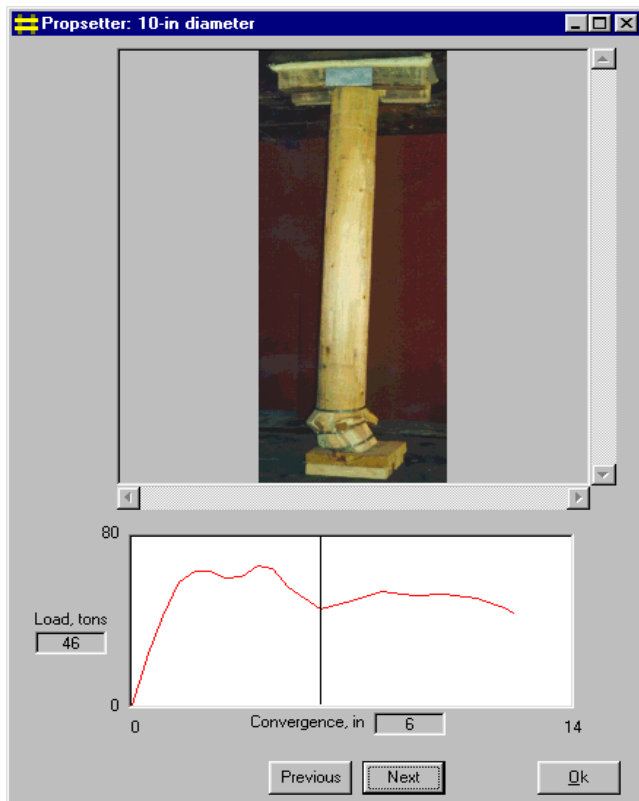 Propsetter: 10-in diameter
80
Load, tons
46
0
0
Convergence, in 6
14
Previous Next Ok